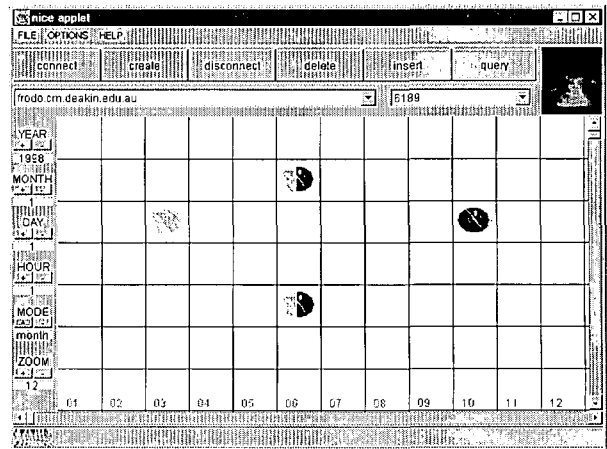 nice applet
FILE OPTIONS HELP
connect create disconnect delete insert query
frodo.cm.deakin.edu.au 6189
YEAR
1998
MONTH
1
DAY
1
HOUR
1
MODE
month
ZOOM
12
01 02 03 04 05 06 07 08 09 10 11 12